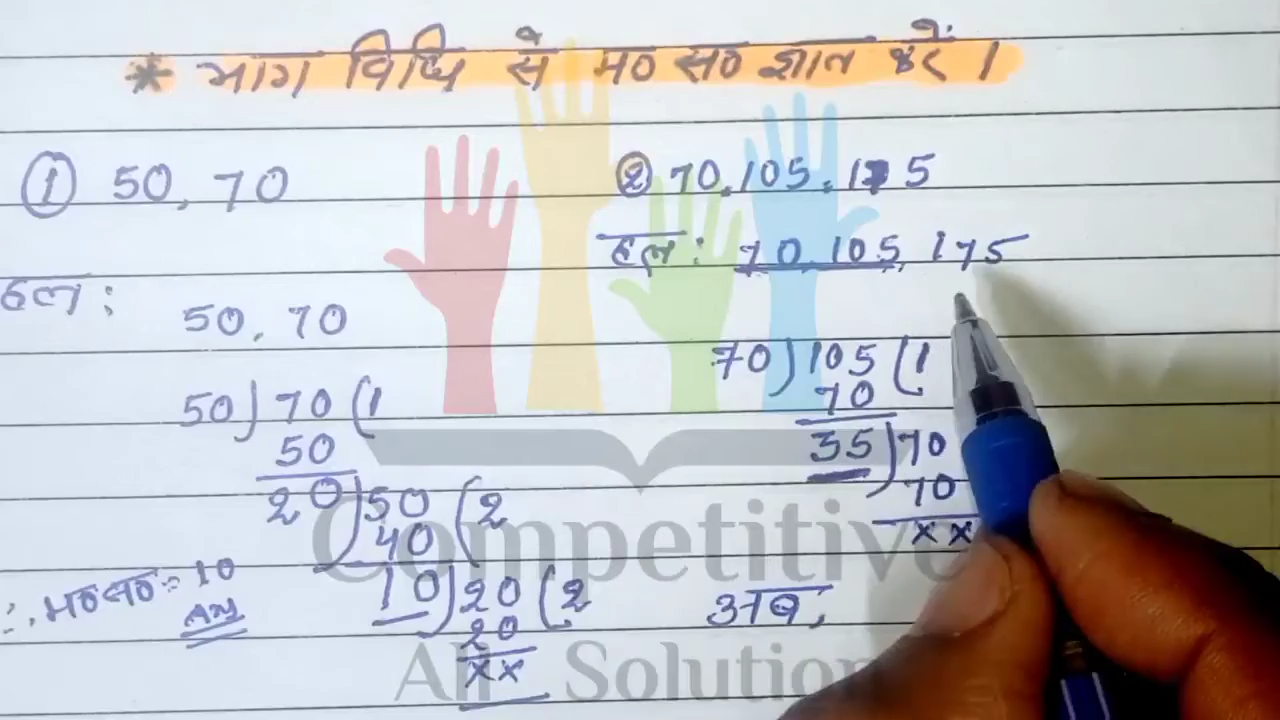 * भाग विधि से म० स० ज्ञात करें ।
① 50, 70
हल :
50, 70
50) 70 (1
50
20) 50 (2
40
10) 20 (2
20
××
∴ म०स० = 10
Ans
② 70, 105, 175
हल : 70, 105, 175
70) 105 (1
70
35) 70
70
××
अब,
Competitive
All Solution